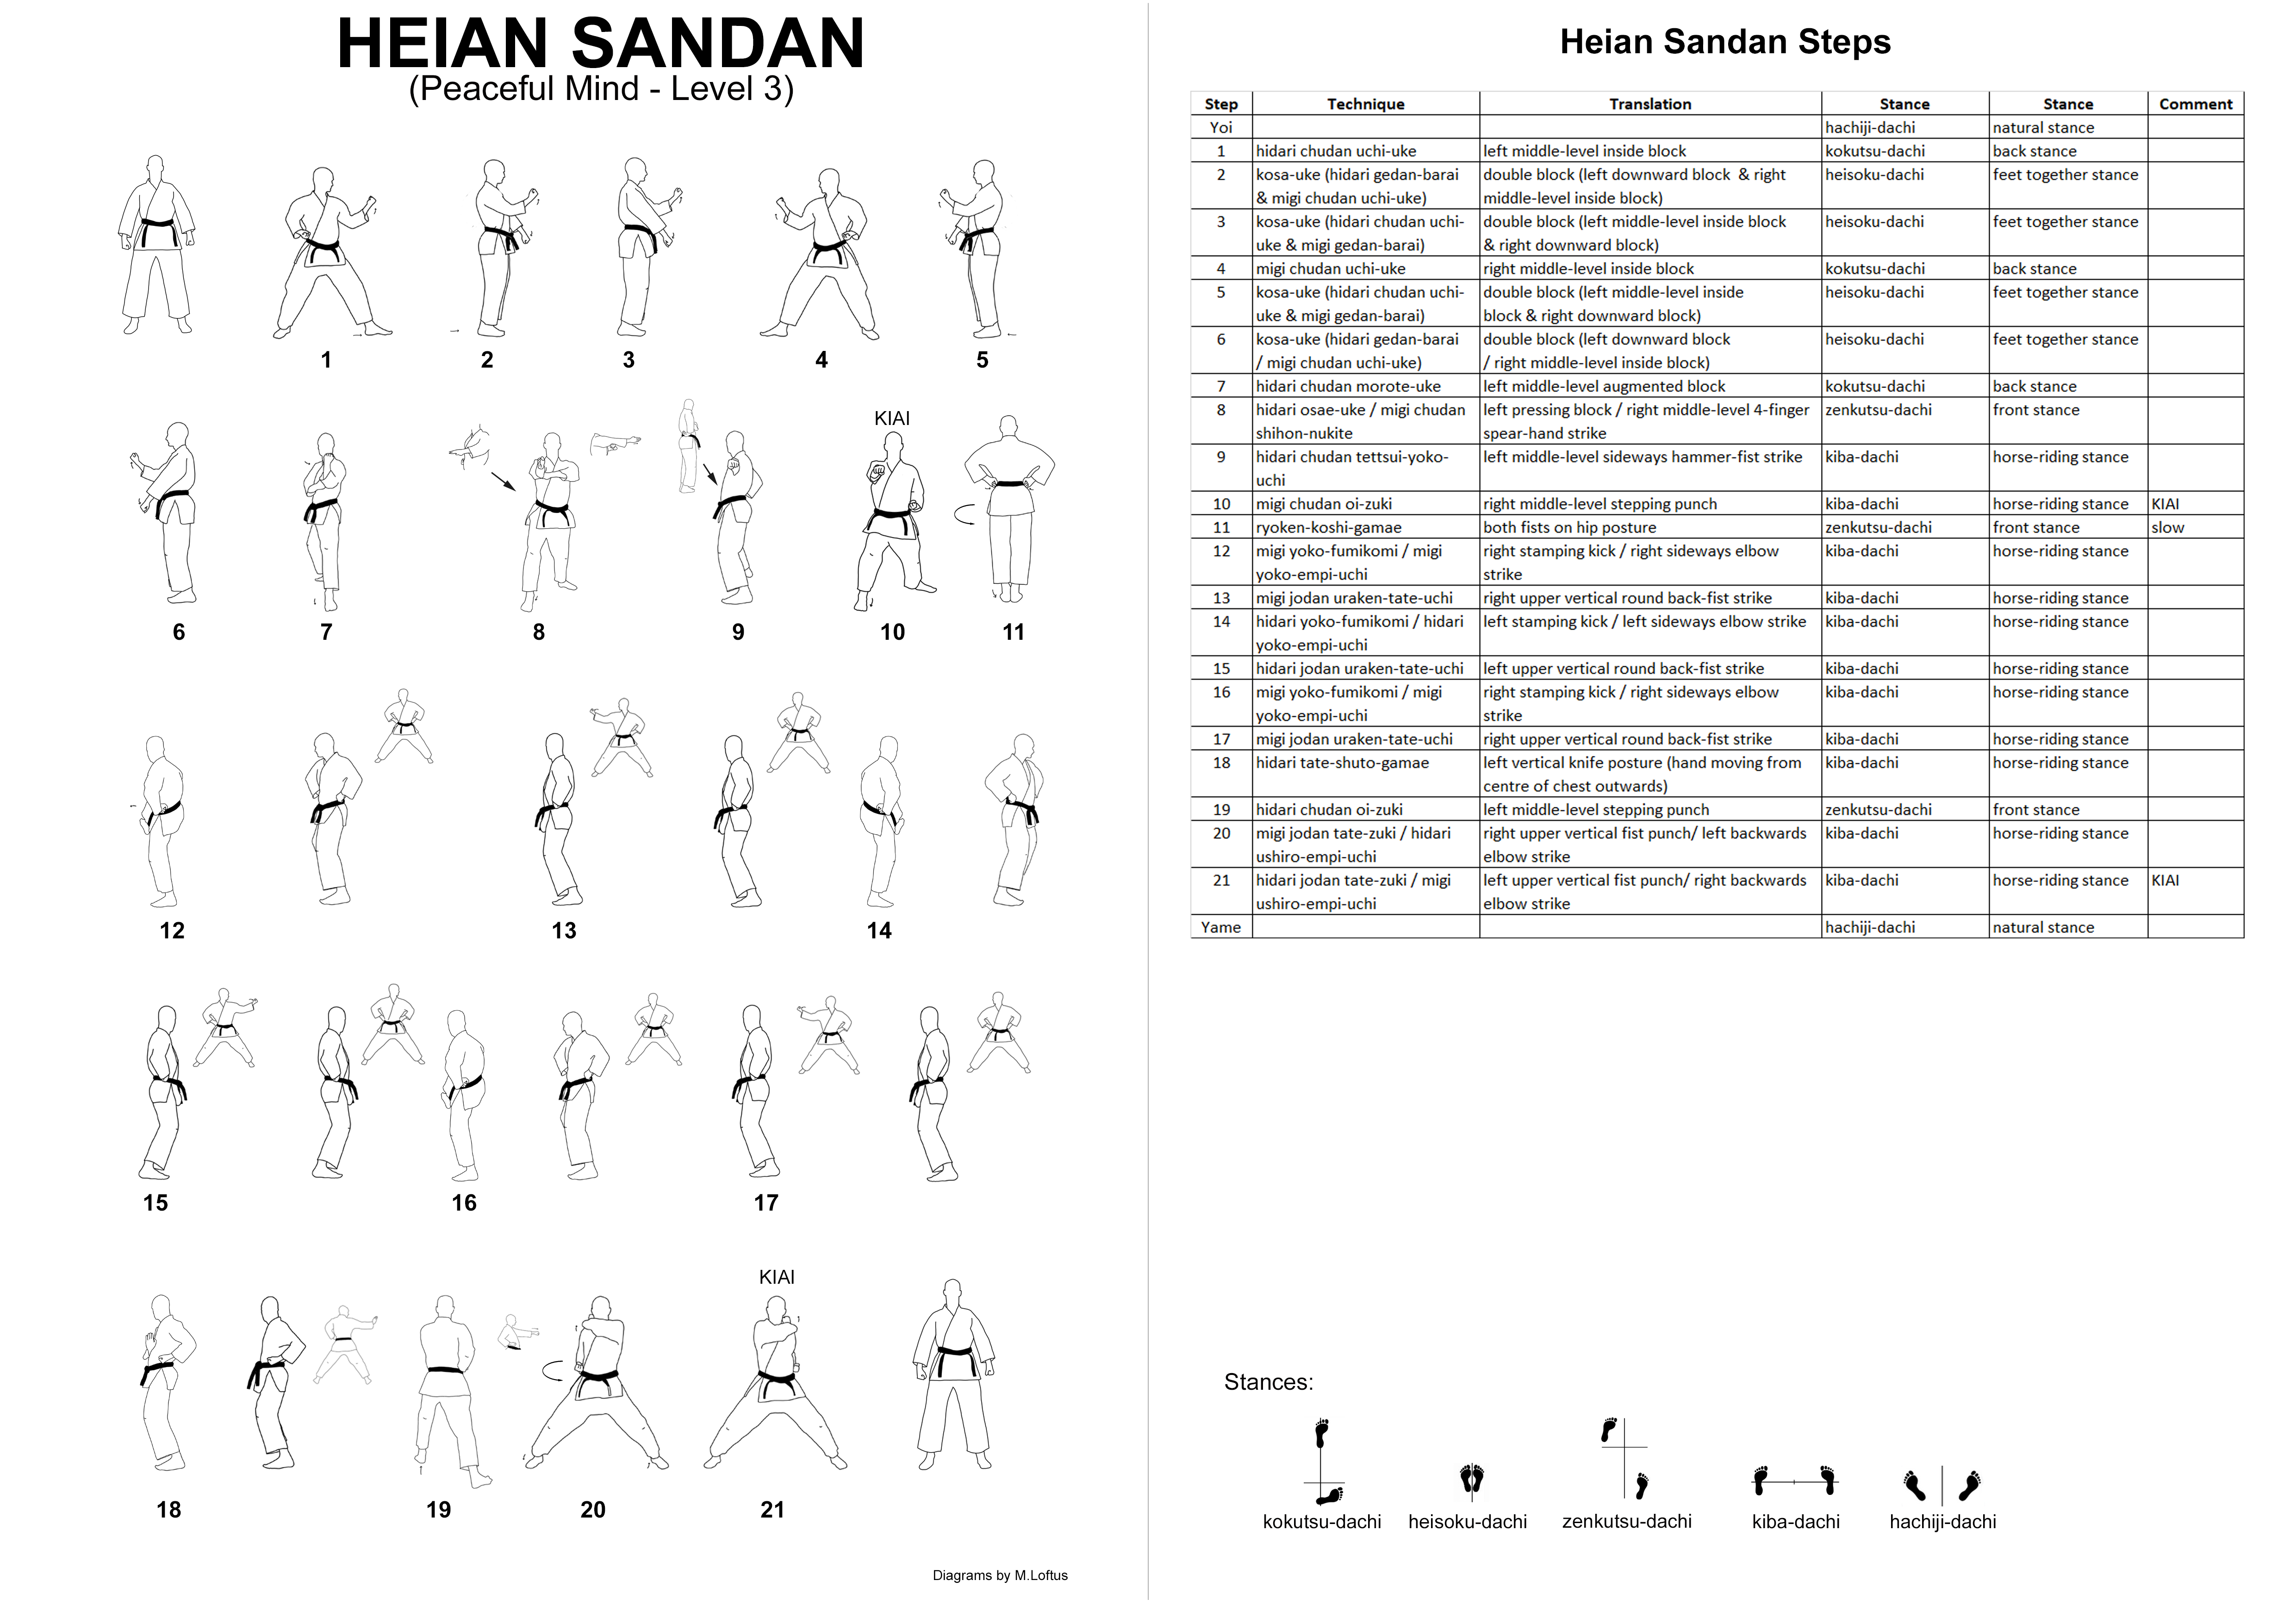 HEIAN SANDAN
(Peaceful Mind - Level 3)
1
2
3
4
5
KIAI
6
7
8
9
10
11
12
13
14
15
16
17
KIAI
18
19
20
21
Diagrams by M.Loftus
Heian Sandan Steps
Step Technique Translation Stance Stance Comment
Yoi hachiji-dachi natural stance
1 hidari chudan uchi-uke left middle-level inside block kokutsu-dachi back stance
2 kosa-uke (hidari gedan-barai double block (left downward block & right heisoku-dachi feet together stance
& migi chudan uchi-uke) middle-level inside block)
3 kosa-uke (hidari chudan uchi- double block (left middle-level inside block heisoku-dachi feet together stance
uke & migi gedan-barai) & right downward block)
4 migi chudan uchi-uke right middle-level inside block kokutsu-dachi back stance
5 kosa-uke (hidari chudan uchi- double block (left middle-level inside heisoku-dachi feet together stance
uke & migi gedan-barai) block & right downward block)
6 kosa-uke (hidari gedan-barai double block (left downward block heisoku-dachi feet together stance
/ migi chudan uchi-uke) / right middle-level inside block)
7 hidari chudan morote-uke left middle-level augmented block kokutsu-dachi back stance
8 hidari osae-uke / migi chudan left pressing block / right middle-level 4-finger zenkutsu-dachi front stance
shihon-nukite spear-hand strike
9 hidari chudan tettsui-yoko- left middle-level sideways hammer-fist strike kiba-dachi horse-riding stance
uchi
10 migi chudan oi-zuki right middle-level stepping punch kiba-dachi horse-riding stance KIAI
11 ryoken-koshi-gamae both fists on hip posture zenkutsu-dachi front stance slow
12 migi yoko-fumikomi / migi right stamping kick / right sideways elbow kiba-dachi horse-riding stance
yoko-empi-uchi strike
13 migi jodan uraken-tate-uchi right upper vertical round back-fist strike kiba-dachi horse-riding stance
14 hidari yoko-fumikomi / hidari left stamping kick / left sideways elbow strike kiba-dachi horse-riding stance
yoko-empi-uchi
15 hidari jodan uraken-tate-uchi left upper vertical round back-fist strike kiba-dachi horse-riding stance
16 migi yoko-fumikomi / migi right stamping kick / right sideways elbow kiba-dachi horse-riding stance
yoko-empi-uchi strike
17 migi jodan uraken-tate-uchi right upper vertical round back-fist strike kiba-dachi horse-riding stance
18 hidari tate-shuto-gamae left vertical knife posture (hand moving from kiba-dachi horse-riding stance
centre of chest outwards)
19 hidari chudan oi-zuki left middle-level stepping punch zenkutsu-dachi front stance
20 migi jodan tate-zuki / hidari right upper vertical fist punch/ left backwards kiba-dachi horse-riding stance
ushiro-empi-uchi elbow strike
21 hidari jodan tate-zuki / migi left upper vertical fist punch/ right backwards kiba-dachi horse-riding stance KIAI
ushiro-empi-uchi elbow strike
Yame hachiji-dachi natural stance
Stances:
kokutsu-dachi heisoku-dachi zenkutsu-dachi kiba-dachi hachiji-dachi